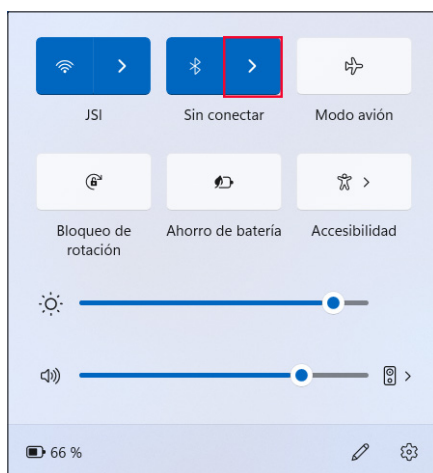 JSI
Sin conectar
Modo avión
Bloqueo de
rotación
Ahorro de batería
Accesibilidad
66 %